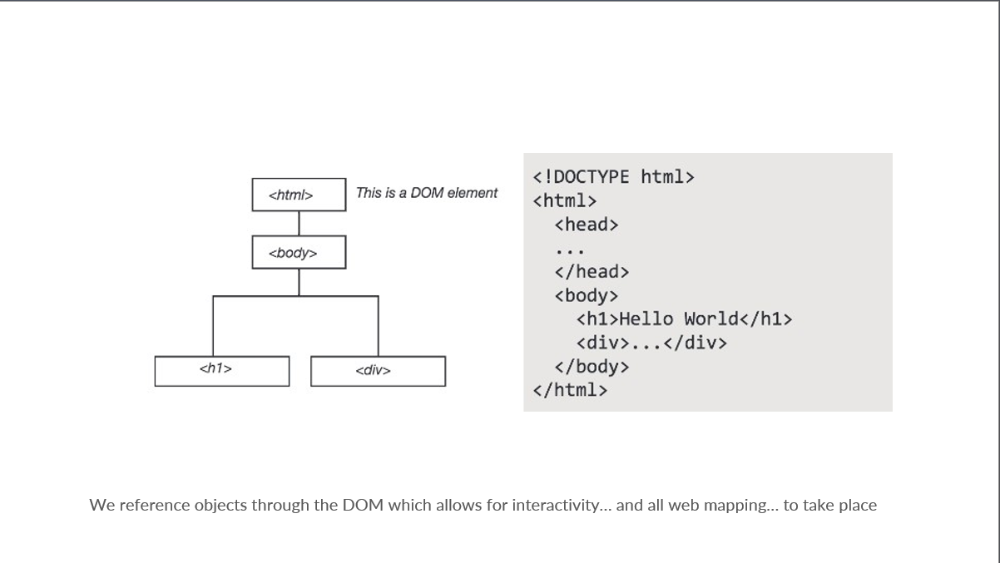 <html>
This is a DOM element
<body>
<h1>
<div>
<!DOCTYPE html>
<html>
  <head>
  ...
  </head>
  <body>
    <h1>Hello World</h1>
    <div>...</div>
  </body>
</html>
We reference objects through the DOM which allows for interactivity... and all web mapping... to take place